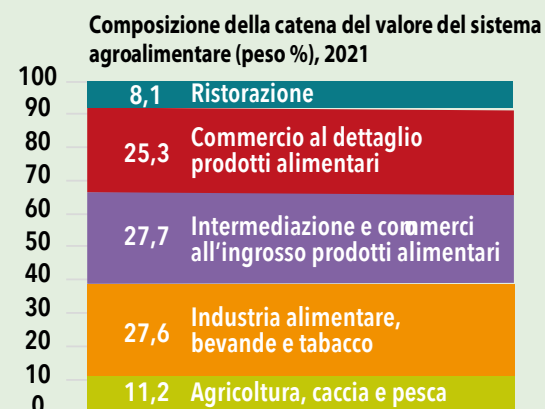 Composizione della catena del valore del sistema
agroalimentare (peso %), 2021
100
90
80
70
60
50
40
30
20
10
0
8,1 Ristorazione
25,3 Commercio al dettaglio
prodotti alimentari
27,7 Intermediazione e commerci
all'ingrosso prodotti alimentari
27,6 Industria alimentare,
bevande e tabacco
11,2 Agricoltura, caccia e pesca